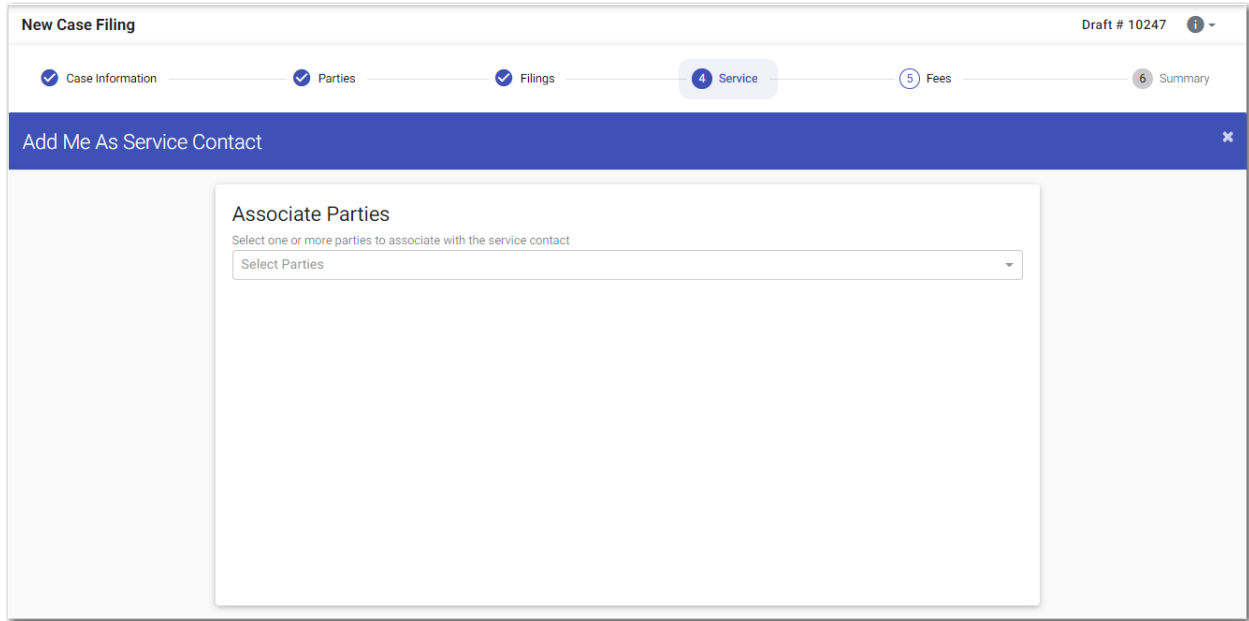 New Case Filing
Draft # 10247
Case Information
Parties
Filings
4 Service
5 Fees
6 Summary
Add Me As Service Contact
Associate Parties
Select one or more parties to associate with the service contact
Select Parties